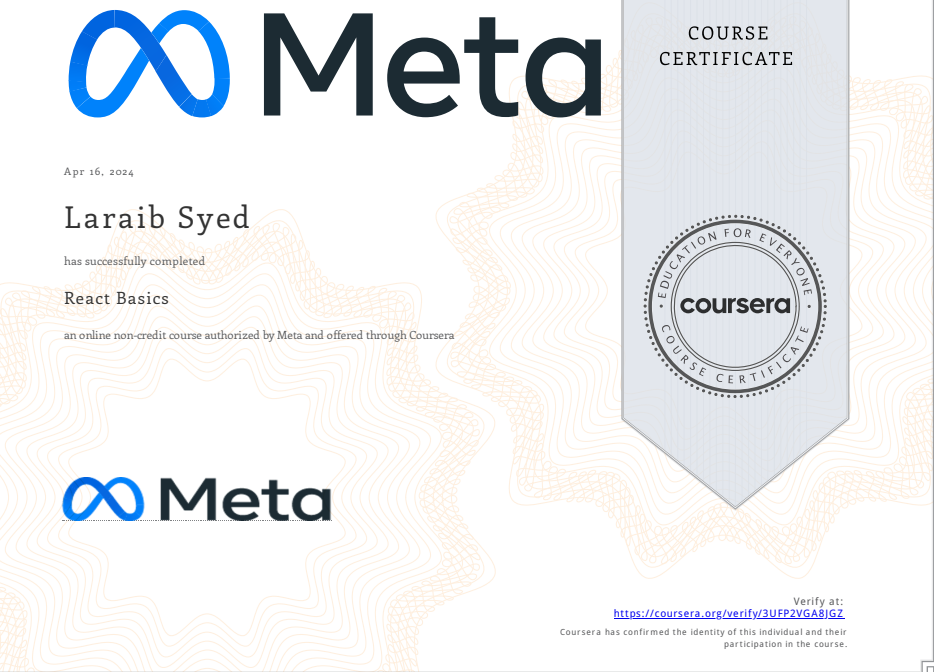 Meta
COURSE
CERTIFICATE
Apr 16, 2024
Laraib Syed
has successfully completed
React Basics
an online non-credit course authorized by Meta and offered through Coursera
EDUCATION FOR EVERYONE
coursera
COURSE CERTIFICATE
Meta
Verify at:
https://coursera.org/verify/3UFP2VGA8JGZ
Coursera has confirmed the identity of this individual and their
participation in the course.